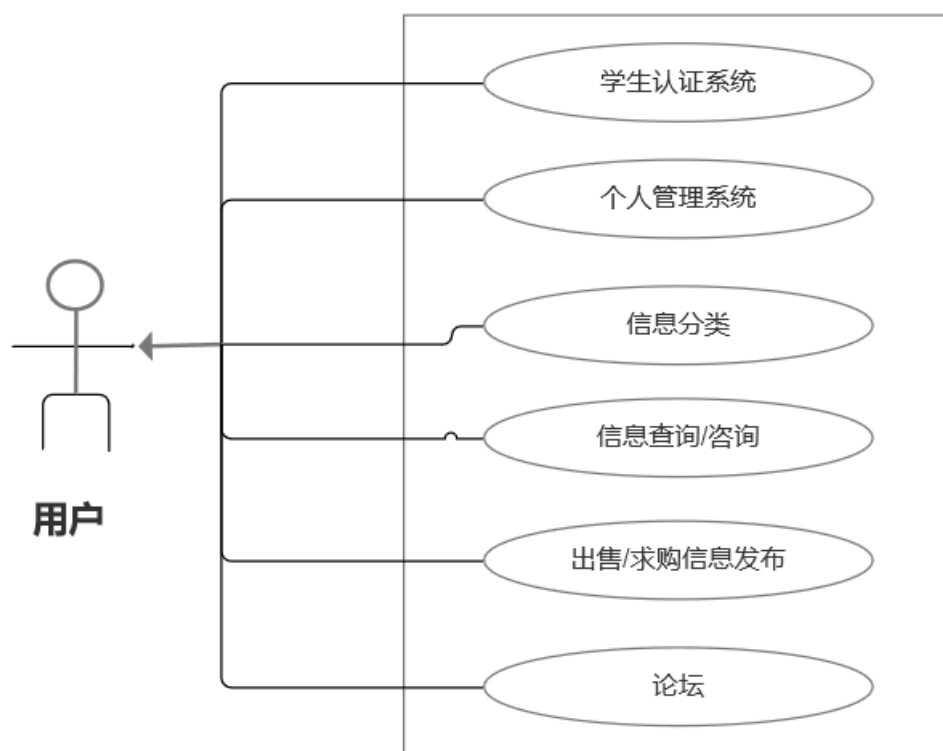 学生认证系统
个人管理系统
信息分类
信息查询/咨询
用户
出售/求购信息发布
论坛